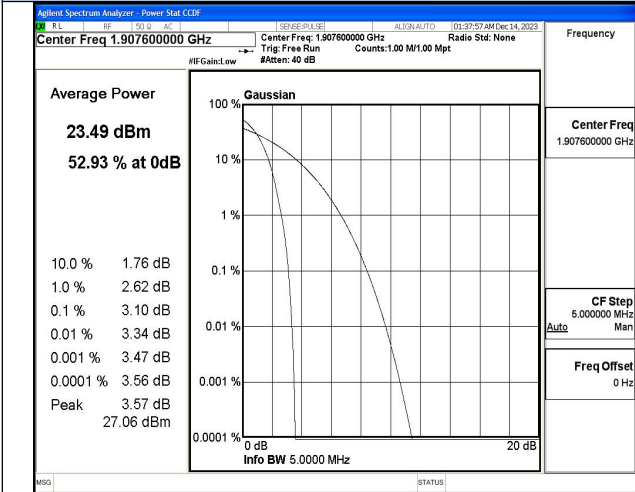 Agilent Spectrum Analyzer - Power Stat CCDF
RL RF 50 Ω AC SENSE:PULSE ALIGN AUTO 01:37:57 AM Dec 14, 2023
Center Freq 1.907600000 GHz
Center Freq: 1.907600000 GHz Radio Std: None
Trig: Free Run Counts:1.00 M/1.00 Mpt
#IFGain:Low #Atten: 40 dB
Frequency
Average Power
23.49 dBm
52.93 % at 0dB
10.0 % 1.76 dB
1.0 % 2.62 dB
0.1 % 3.10 dB
0.01 % 3.34 dB
0.001 % 3.47 dB
0.0001 % 3.56 dB
Peak 3.57 dB
27.06 dBm
Gaussian
100 %
10 %
1 %
0.1 %
0.01 %
0.001 %
0.0001 %
0 dB 20 dB
Info BW 5.0000 MHz
Center Freq
1.907600000 GHz
CF Step
5.000000 MHz
Auto Man
Freq Offset
0 Hz
MSG STATUS